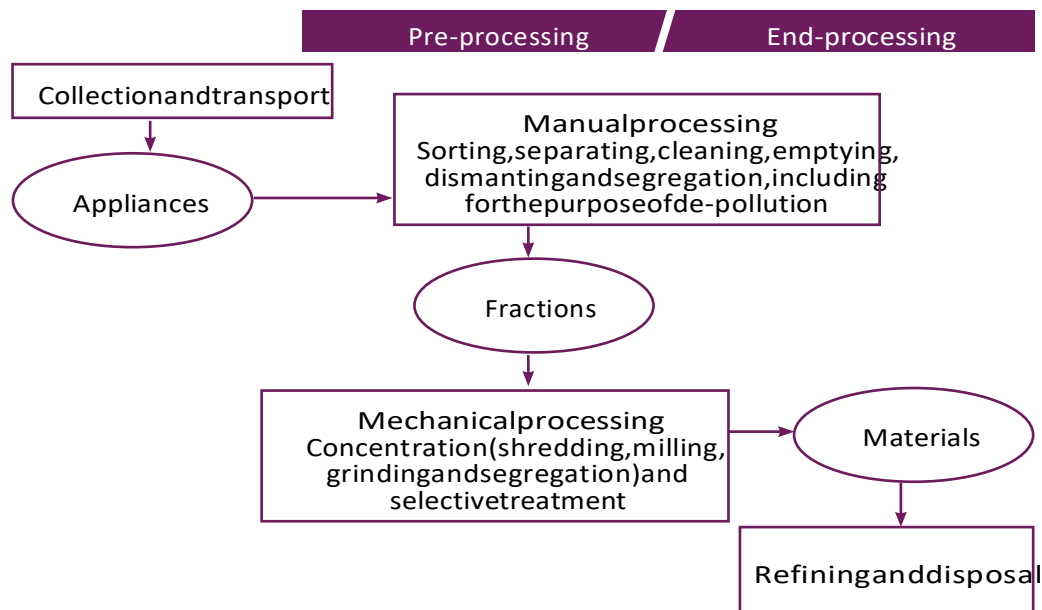 Pre-processing
End-processing
Collectionandtransport
Manualprocessing
Sorting,separating,cleaning,emptying,
dismantingandsegregation,including
forthepurposeofde-pollution
Appliances
Fractions
Mechanicalprocessing
Concentration(shredding,milling,
grindingandsegregation)and
selectivetreatment
Materials
Refininganddisposal